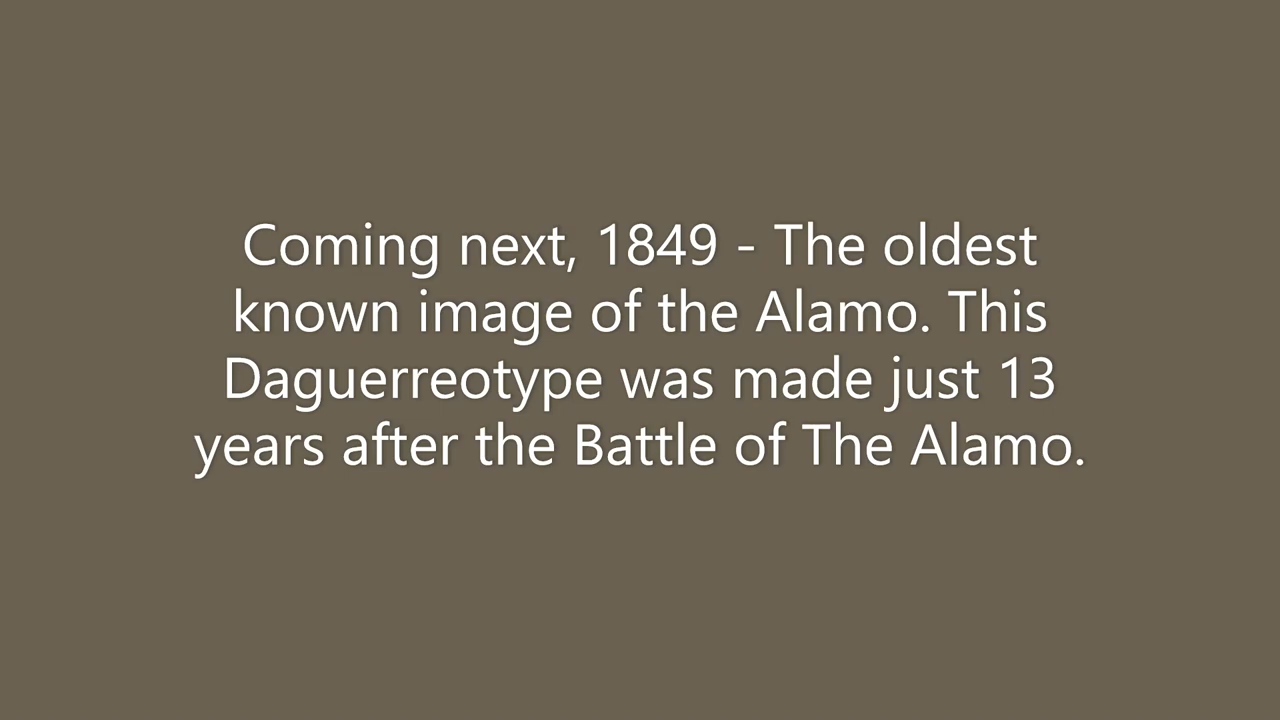 Coming next, 1849 - The oldest
known image of the Alamo. This
Daguerreotype was made just 13
years after the Battle of The Alamo.